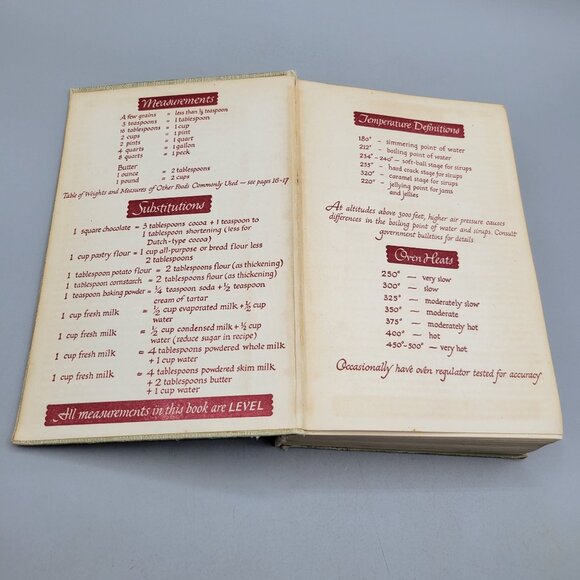 Measurements
A few grains = less than ⅛ teaspoon
3 teaspoons = 1 tablespoon
16 tablespoons = 1 cup
2 cups = 1 pint
2 pints = 1 quart
4 quarts = 1 gallon
8 quarts = 1 peck
Butter
1 ounce = 2 tablespoons
1 pound = 2 cups
Table of Weights and Measures of Other Foods Commonly Used — see pages 16-17
Substitutions
1 square chocolate = 3 tablespoons cocoa + 1 teaspoon to
1 tablespoon shortening (less for
Dutch-type cocoa)
1 cup pastry flour = 1 cup all-purpose or bread flour less
2 tablespoons
1 tablespoon potato flour = 2 tablespoons flour (as thickening)
1 tablespoon cornstarch = 2 tablespoons flour (as thickening)
1 teaspoon baking powder = ¼ teaspoon soda + ½ teaspoon
cream of tartar
1 cup fresh milk = ½ cup evaporated milk + ½ cup
water
1 cup fresh milk = ½ cup condensed milk + ½ cup
water (reduce sugar in recipe)
1 cup fresh milk = 4 tablespoons powdered whole milk
+ 1 cup water
1 cup fresh milk = 4 tablespoons powdered skim milk
+ 2 tablespoons butter
+ 1 cup water
All measurements in this book are LEVEL
Temperature Definitions
180° – simmering point of water
212° – boiling point of water
234° - 240° – soft-ball stage for sirups
255° – hard crack stage for sirups
320° – caramel stage for sirups
220° – jellying point for jams
and jellies
At altitudes above 3000 feet, higher air pressure causes
differences in the boiling point of water and sirups. Consult
government bulletins for details
Oven Heats
250° — very slow
300° — slow
325° — moderately slow
350° — moderate
375° — moderately hot
400° — hot
450°-500° — very hot
Occasionally have oven regulator tested for accuracy